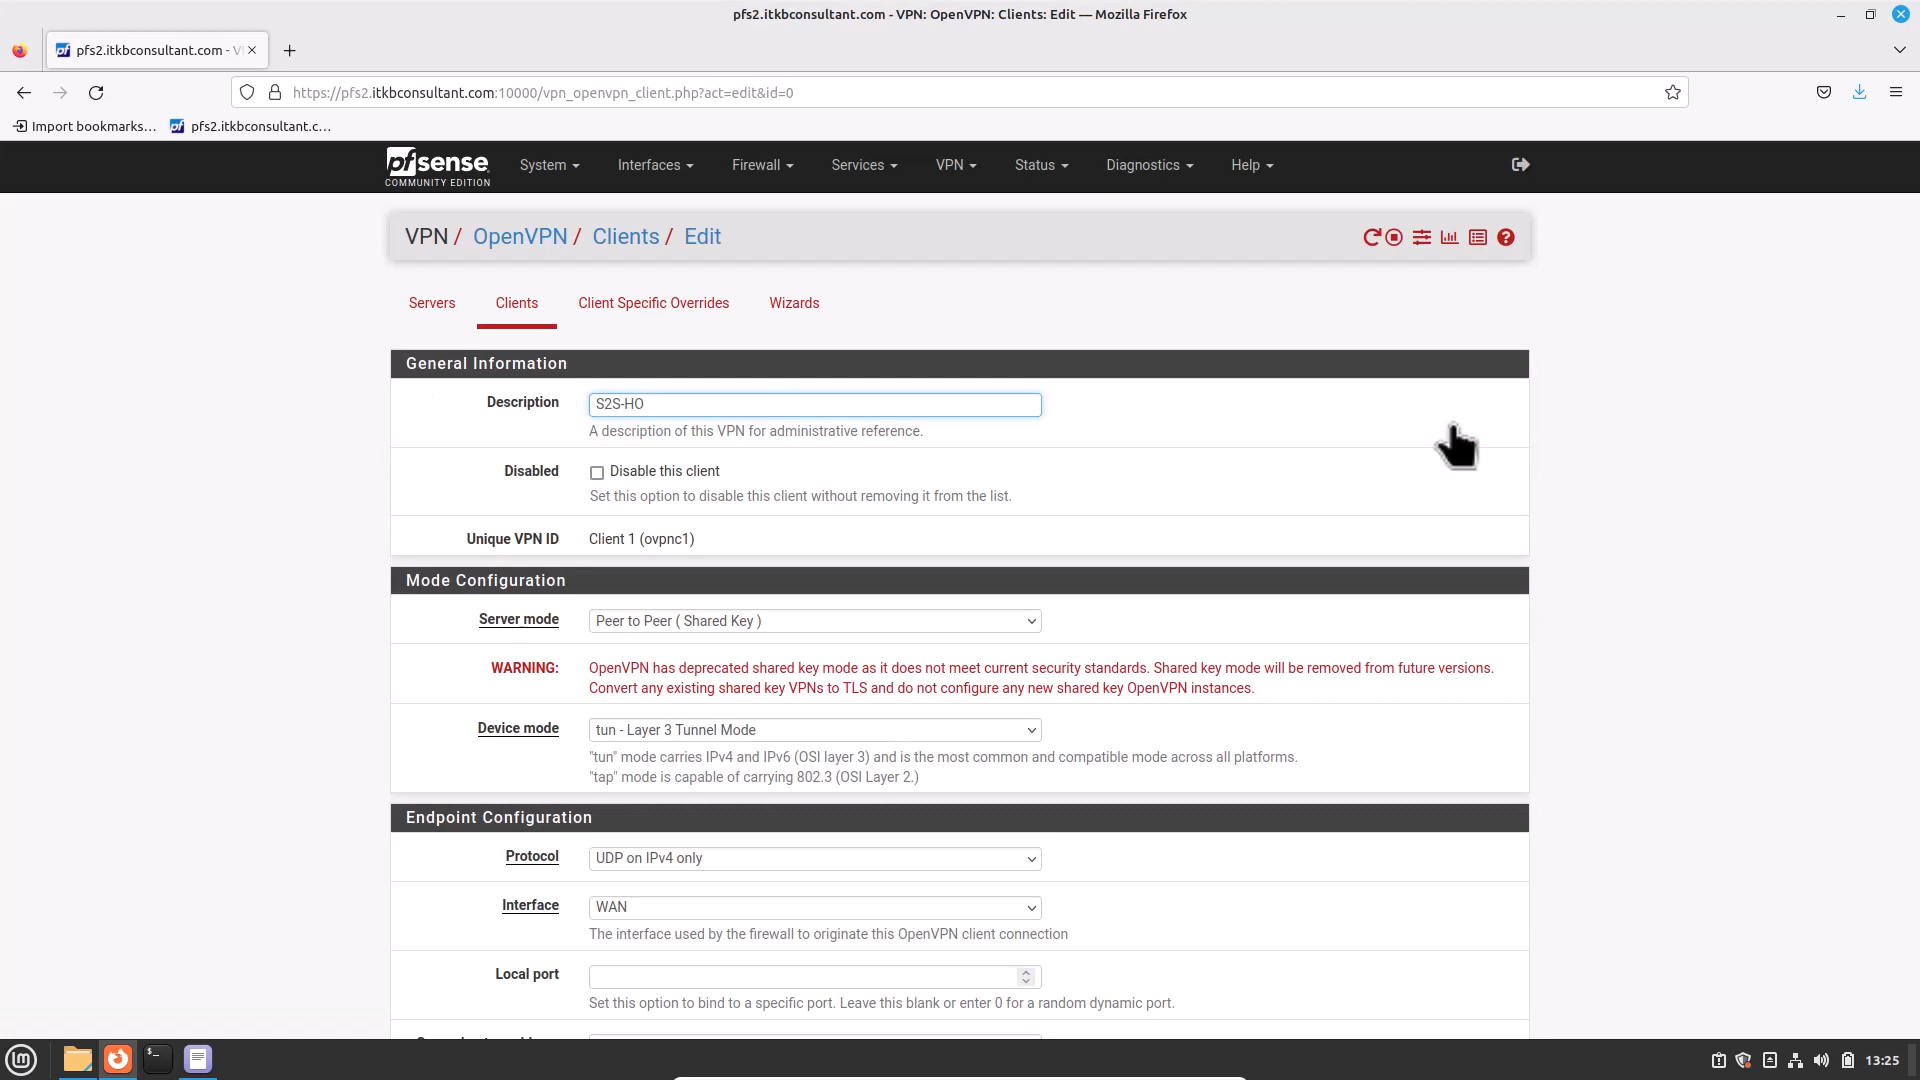 pfs2.itkbconsultant.com - VPN: OpenVPN: Clients: Edit — Mozilla Firefox
pfs2.itkbconsultant.com - V
https://pfs2.itkbconsultant.com:10000/vpn_openvpn_client.php?act=edit&id=0
Import bookmarks... pfs2.itkbconsultant.c...
pfsense COMMUNITY EDITION System Interfaces Firewall Services VPN Status Diagnostics Help
VPN / OpenVPN / Clients / Edit
Servers Clients Client Specific Overrides Wizards
General Information
Description S2S-HO
A description of this VPN for administrative reference.
Disabled Disable this client
Set this option to disable this client without removing it from the list.
Unique VPN ID Client 1 (ovpnc1)
Mode Configuration
Server mode Peer to Peer ( Shared Key )
WARNING: OpenVPN has deprecated shared key mode as it does not meet current security standards. Shared key mode will be removed from future versions.
Convert any existing shared key VPNs to TLS and do not configure any new shared key OpenVPN instances.
Device mode tun - Layer 3 Tunnel Mode
"tun" mode carries IPv4 and IPv6 (OSI layer 3) and is the most common and compatible mode across all platforms.
"tap" mode is capable of carrying 802.3 (OSI Layer 2.)
Endpoint Configuration
Protocol UDP on IPv4 only
Interface WAN
The interface used by the firewall to originate this OpenVPN client connection
Local port
Set this option to bind to a specific port. Leave this blank or enter 0 for a random dynamic port.
13:25